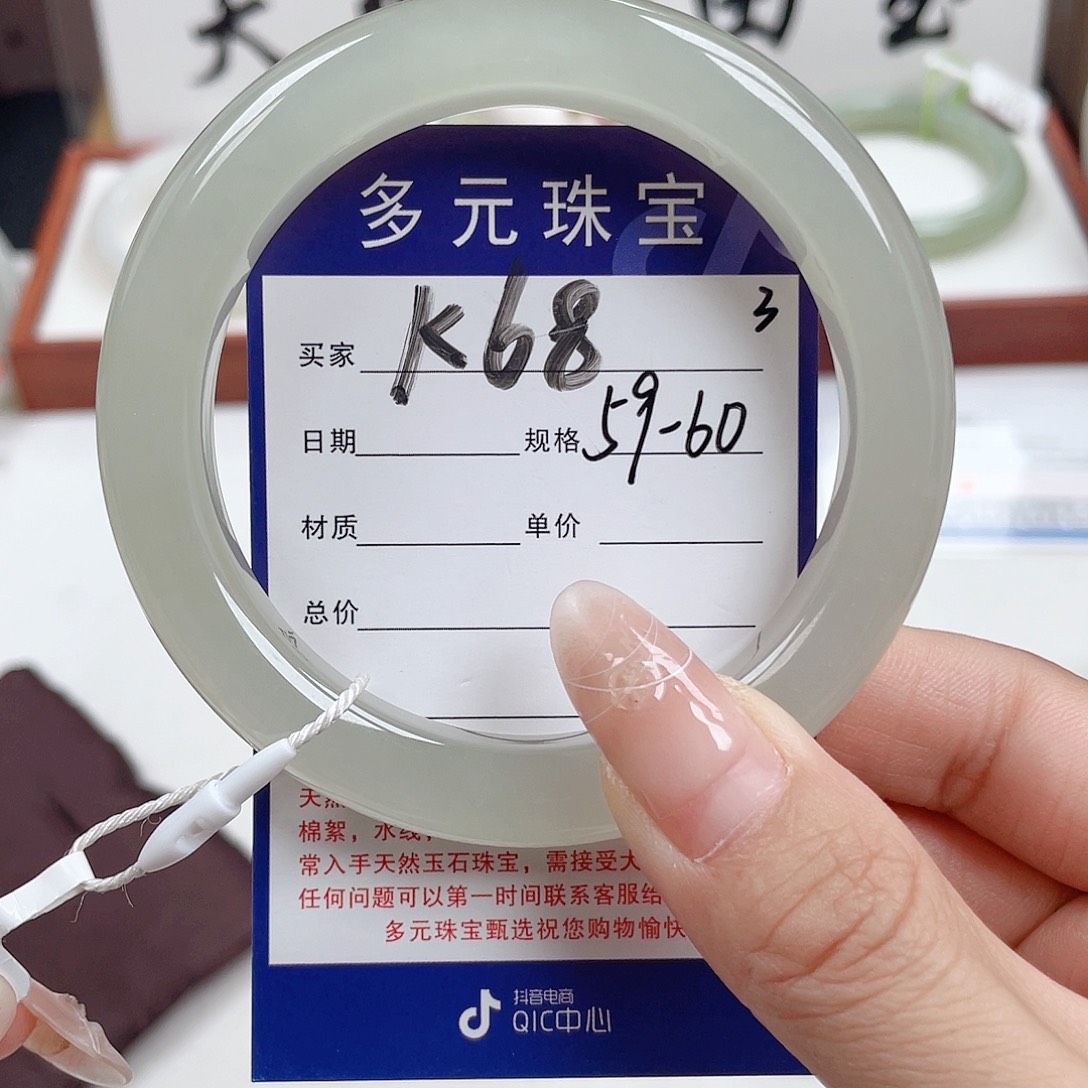 多元珠宝
3
买家 K68
日期 规格 59-60
材质 单价
总价
天然
棉絮，水线，
常入手天然玉石珠宝，需接受大
任何问题可以第一时间联系客服给
多元珠宝甄选祝您购物愉快
抖音电商
QIC中心